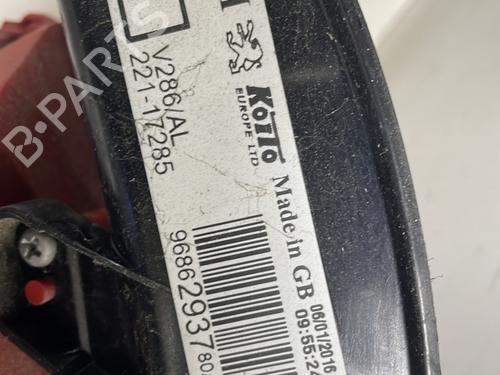 B-PARTS
V286/AL
221-17285
Koito
EUROPE LTD
Made in GB
06/01/2016
09:55:24
9686293780